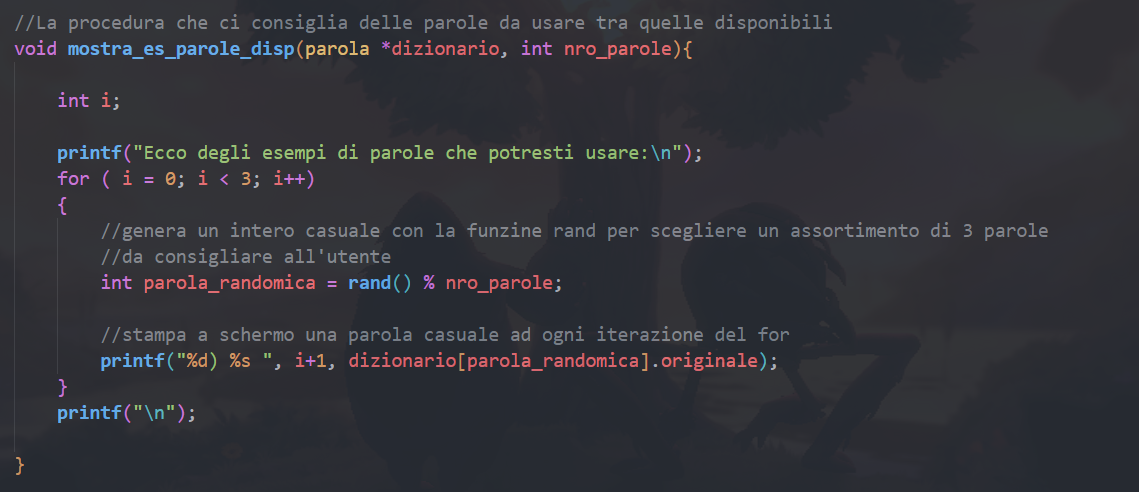 //La procedura che ci consiglia delle parole da usare tra quelle disponibili
void mostra_es_parole_disp(parola *dizionario, int nro_parole){
int i;
printf("Ecco degli esempi di parole che potresti usare:\n");
for ( i = 0; i < 3; i++)
{
//genera un intero casuale con la funzine rand per scegliere un assortimento di 3 parole
//da consigliare all'utente
int parola_randomica = rand() % nro_parole;
//stampa a schermo una parola casuale ad ogni iterazione del for
printf("%d) %s ", i+1, dizionario[parola_randomica].originale);
}
printf("\n");
}